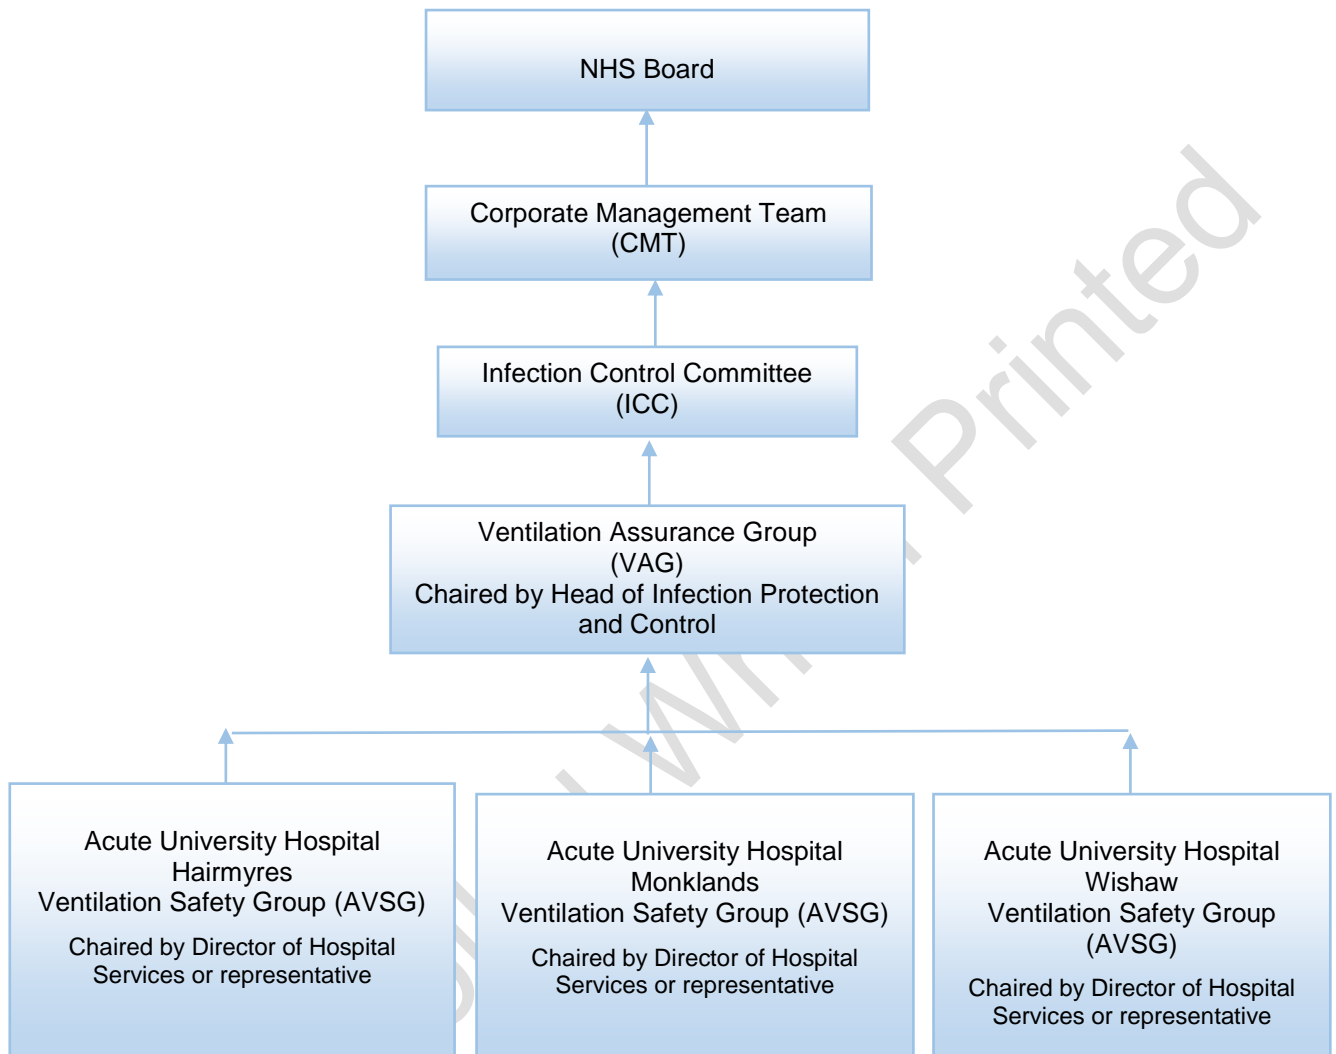 NHS Board
Corporate Management Team
(CMT)
Infection Control Committee
(ICC)
Ventilation Assurance Group
(VAG)
Chaired by Head of Infection Protection
and Control
Acute University Hospital
Hairmyres
Ventilation Safety Group (AVSG)
Chaired by Director of Hospital
Services or representative
Acute University Hospital
Monklands
Ventilation Safety Group (AVSG)
Chaired by Director of Hospital
Services or representative
Acute University Hospital
Wishaw
Ventilation Safety Group
(AVSG)
Chaired by Director of Hospital
Services or representative
Printed